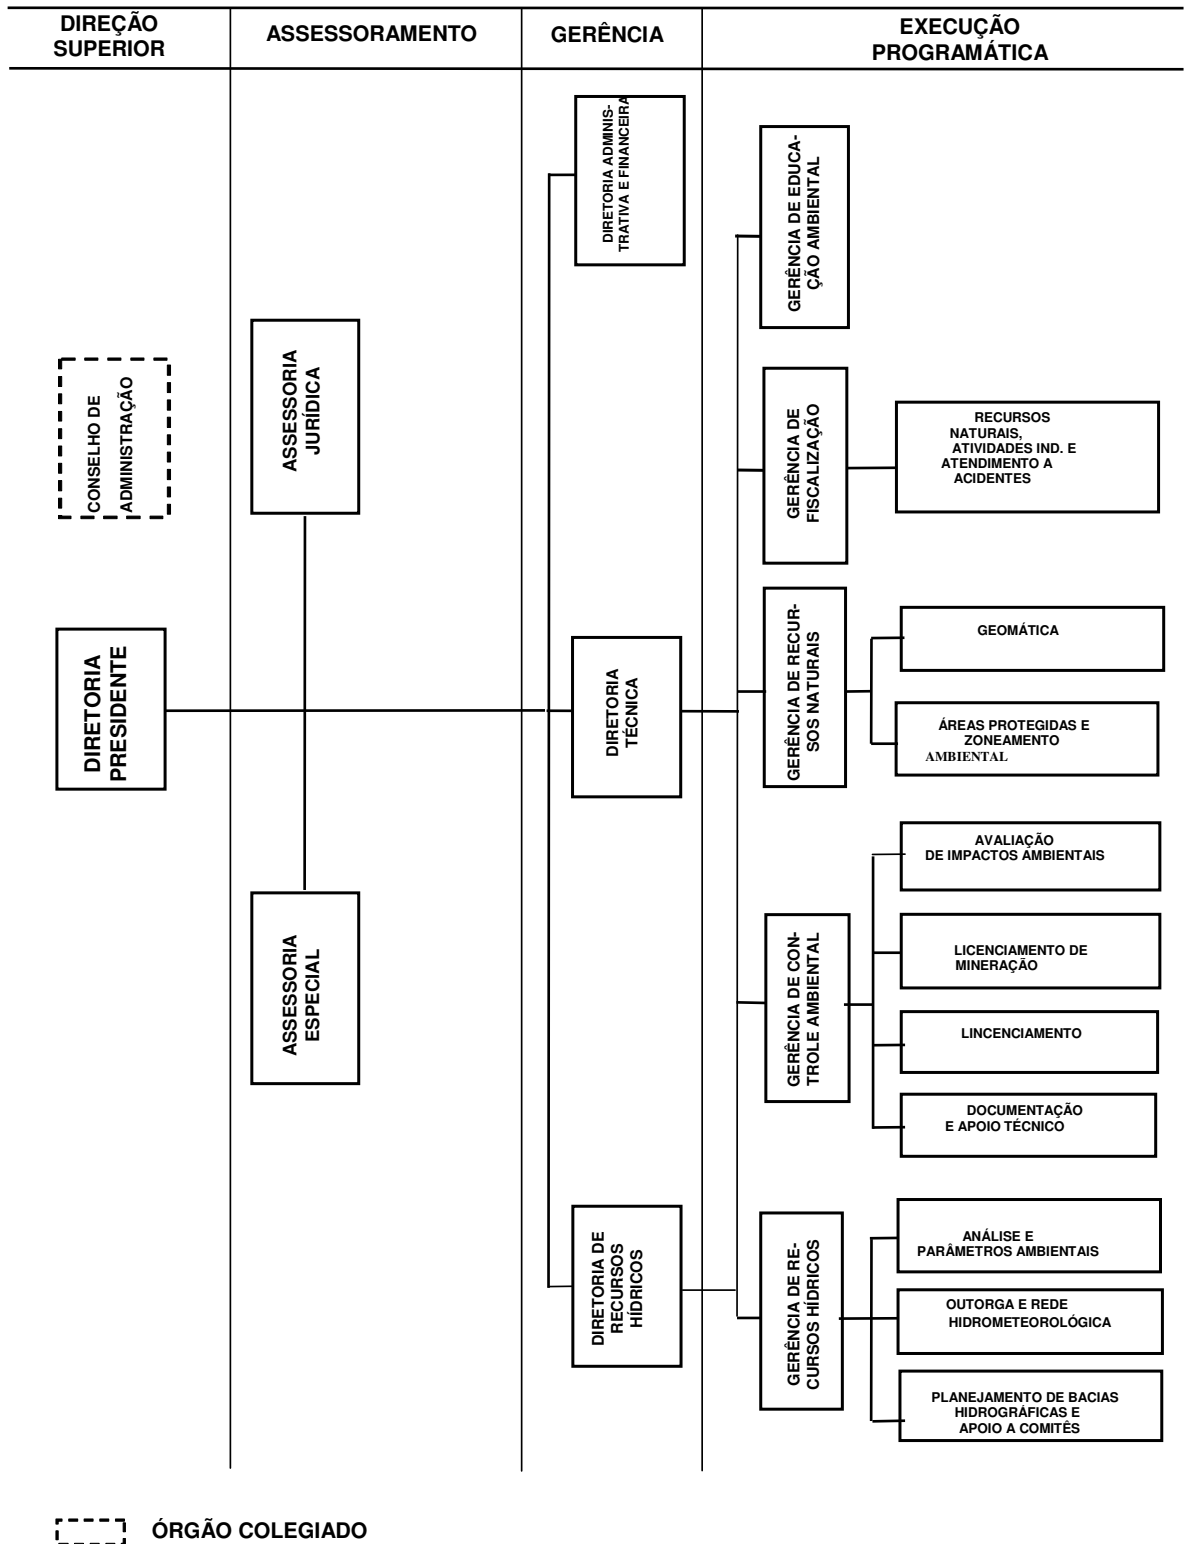 DIREÇÃO
SUPERIOR
ASSESSORAMENTO
GERÊNCIA
EXECUÇÃO
PROGRAMÁTICA
CONSELHO DE
ADMINISTRAÇÃO
DIRETORIA
PRESIDENTE
ASSESSORIA
JURÍDICA
ASSESSORIA
ESPECIAL
DIRETORIA ADMINIS-
TRATIVA E FINANCEIRA
DIRETORIA
TÉCNICA
DIRETORIA DE
RECURSOS
HÍDRICOS
GERÊNCIA DE EDUCA-
ÇÃO AMBIENTAL
GERÊNCIA DE
FISCALIZAÇÃO
RECURSOS
NATURAIS,
ATIVIDADES IND. E
ATENDIMENTO A
ACIDENTES
GERÊNCIA DE RECUR-
SOS NATURAIS
GEOMÁTICA
ÁREAS PROTEGIDAS E
ZONEAMENTO
AMBIENTAL
GERÊNCIA DE CON-
TROLE AMBIENTAL
AVALIAÇÃO
DE IMPACTOS AMBIENTAIS
LICENCIAMENTO DE
MINERAÇÃO
LINCENCIAMENTO
DOCUMENTAÇÃO
E APOIO TÉCNICO
GERÊNCIA DE RE-
CURSOS HÍDRICOS
ANÁLISE E
PARÂMETROS AMBIENTAIS
OUTORGA E REDE
HIDROMETEOROLÓGICA
PLANEJAMENTO DE BACIAS
HIDROGRÁFICAS E
APOIO A COMITÊS
ÓRGÃO COLEGIADO